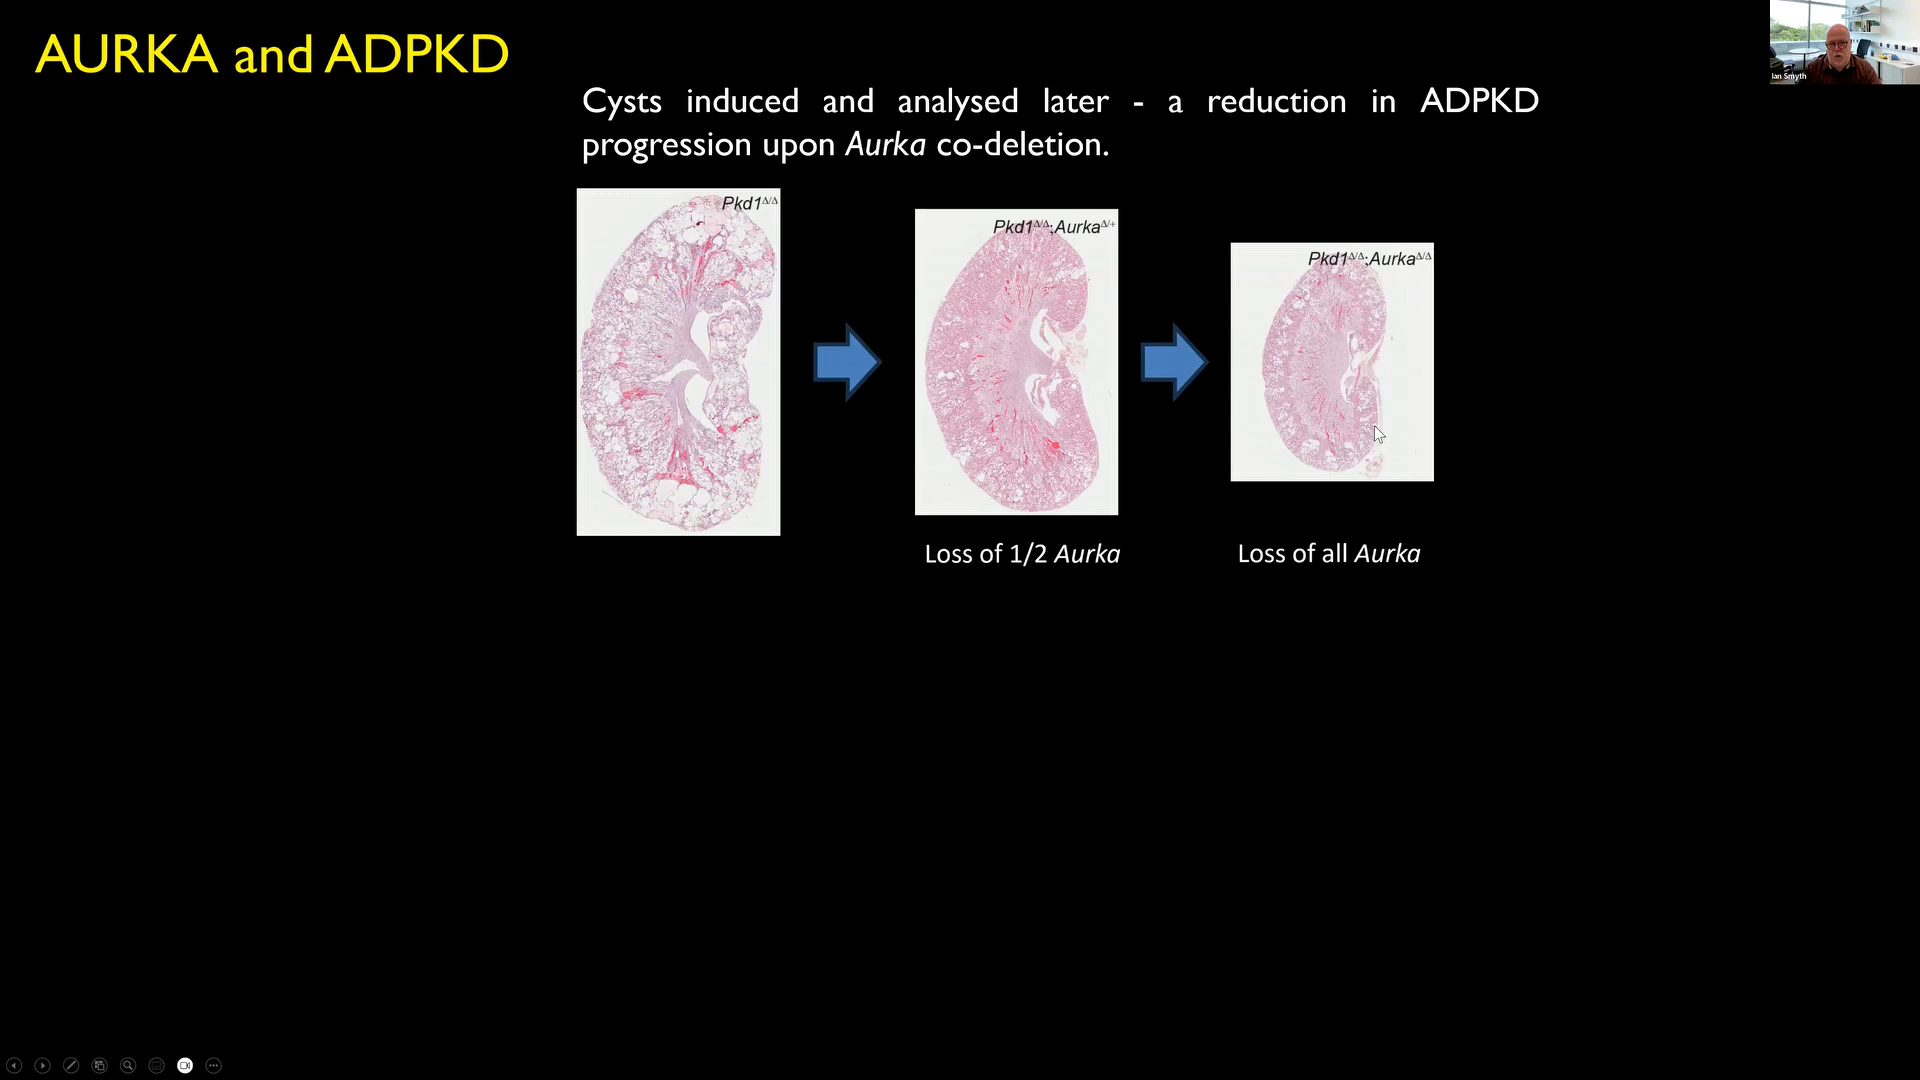 AURKA and ADPKD
Ian Smyth
Cysts induced and analysed later - a reduction in ADPKD
progression upon Aurka co-deletion.
Pkd1Δ/Δ
Pkd1Δ/Δ;AurkaΔ/+
Pkd1Δ/Δ;AurkaΔ/Δ
Loss of 1/2 Aurka
Loss of all Aurka